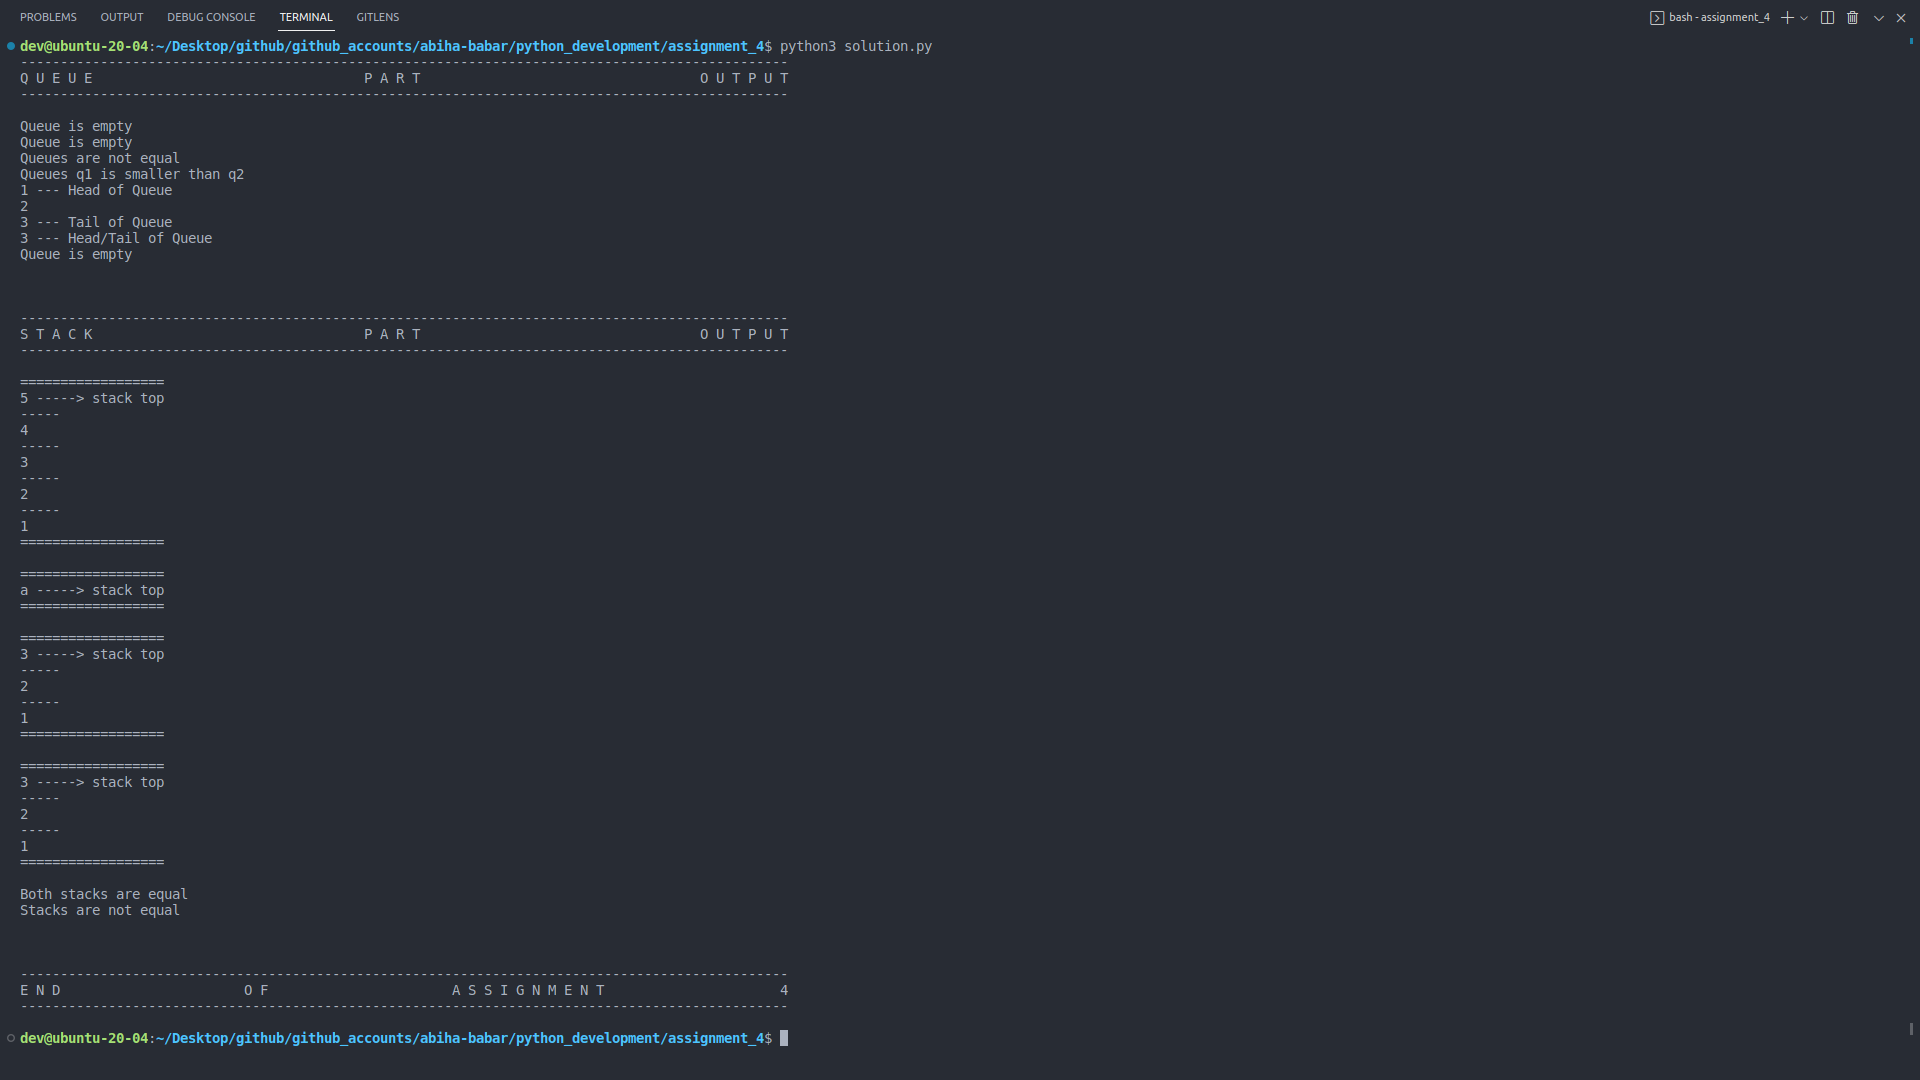 PROBLEMS OUTPUT DEBUG CONSOLE TERMINAL GITLENS bash - assignment_4
dev@ubuntu-20-04:~/Desktop/github/github_accounts/abiha-babar/python_development/assignment_4$ python3 solution.py
------------------------------------------------------------------------------------------------
Q U E U E                                  P A R T                                   O U T P U T
------------------------------------------------------------------------------------------------
Queue is empty
Queue is empty
Queues are not equal
Queues q1 is smaller than q2
1 --- Head of Queue
2
3 --- Tail of Queue
3 --- Head/Tail of Queue
Queue is empty
------------------------------------------------------------------------------------------------
S T A C K                                  P A R T                                   O U T P U T
------------------------------------------------------------------------------------------------
==================
5 -----> stack top
-----
4
-----
3
-----
2
-----
1
==================
==================
a -----> stack top
==================
==================
3 -----> stack top
-----
2
-----
1
==================
==================
3 -----> stack top
-----
2
-----
1
==================
Both stacks are equal
Stacks are not equal
------------------------------------------------------------------------------------------------
E N D                       O F                       A S S I G N M E N T                      4
------------------------------------------------------------------------------------------------
dev@ubuntu-20-04:~/Desktop/github/github_accounts/abiha-babar/python_development/assignment_4$